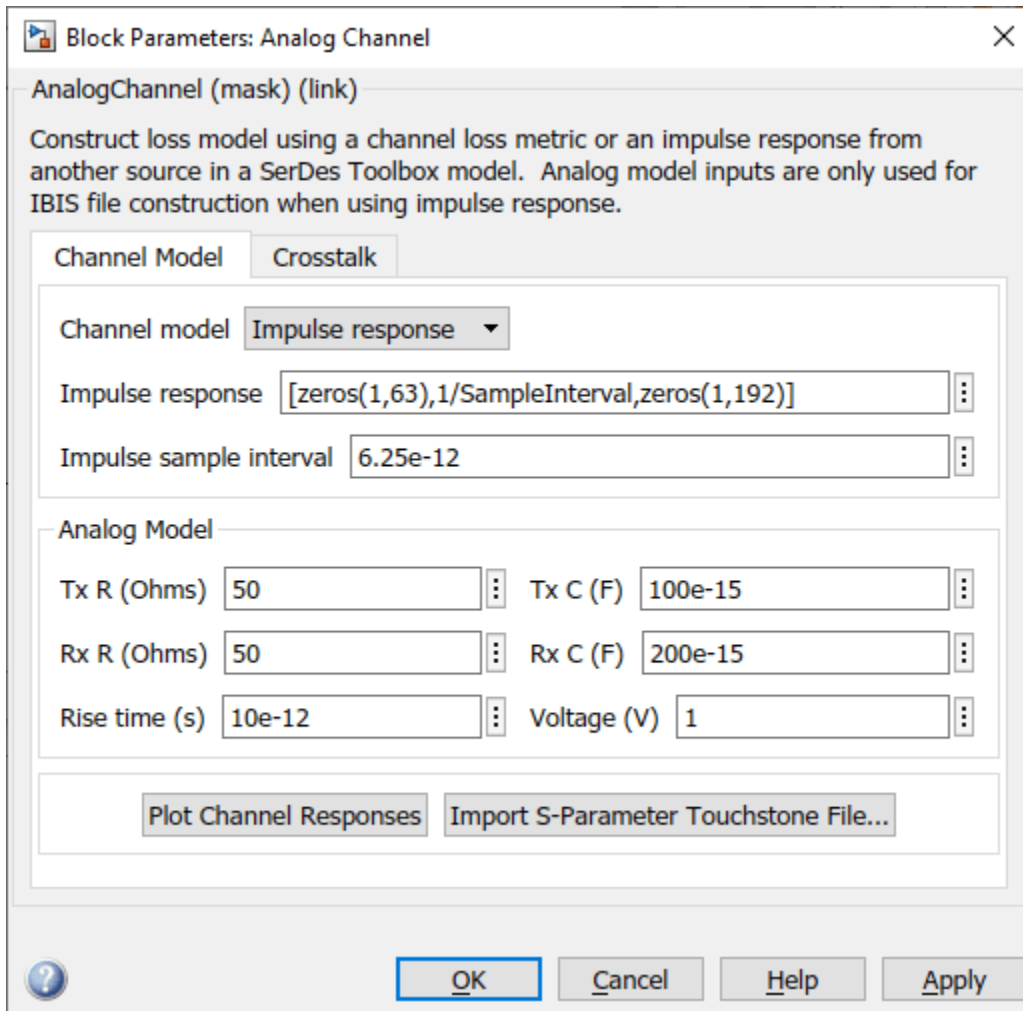 Block Parameters: Analog Channel
AnalogChannel (mask) (link)
Construct loss model using a channel loss metric or an impulse response from
another source in a SerDes Toolbox model.  Analog model inputs are only used for
IBIS file construction when using impulse response.
Channel Model Crosstalk
Channel model Impulse response
Impulse response [zeros(1,63),1/SampleInterval,zeros(1,192)]
Impulse sample interval 6.25e-12
Analog Model
Tx R (Ohms) 50 Tx C (F) 100e-15
Rx R (Ohms) 50 Rx C (F) 200e-15
Rise time (s) 10e-12 Voltage (V) 1
Plot Channel Responses Import S-Parameter Touchstone File...
OK Cancel Help Apply